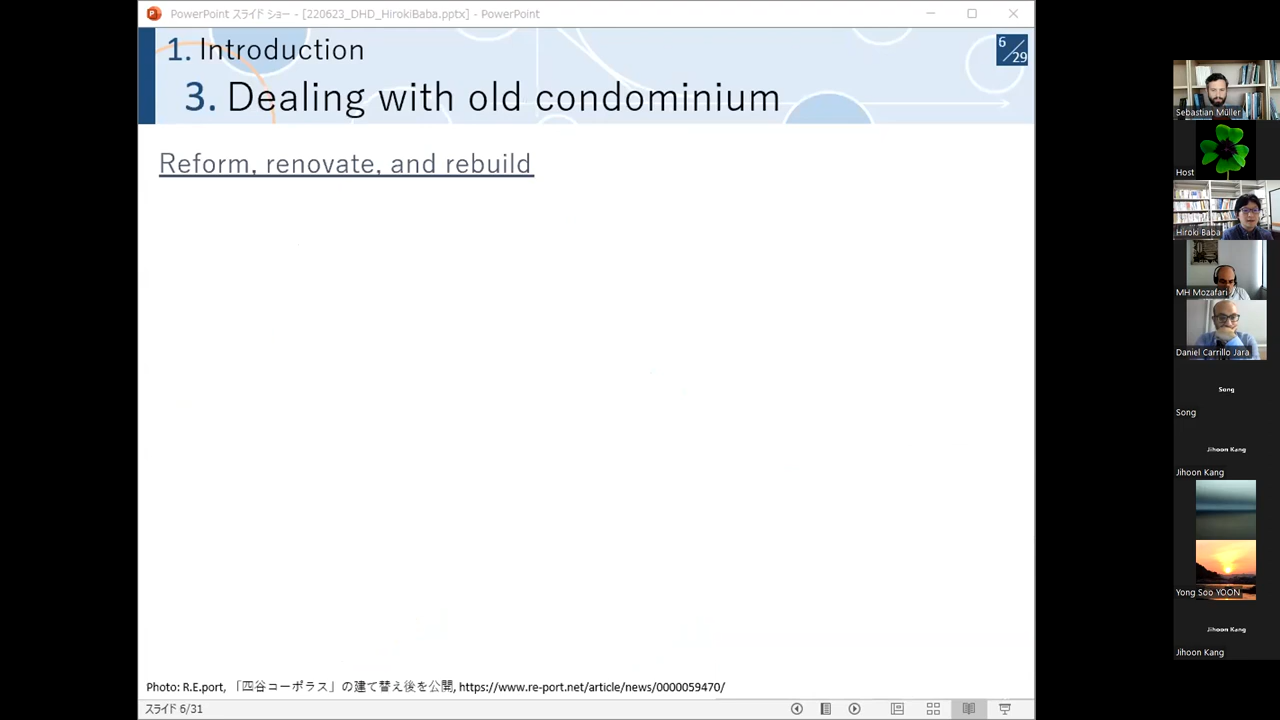 PowerPoint スライド ショー - [220623_DHD_HirokiBaba.pptx] - PowerPoint
1. Introduction
6/29
3. Dealing with old condominium
Reform, renovate, and rebuild
Photo: R.E.port, 「四谷コーポラス」の建て替え後を公開, https://www.re-port.net/article/news/0000059470/
スライド 6/31
Sebastian Müller
Host
Hiroki Baba
MH Mozafari
Daniel Carrillo Jara
Song
Song
Jihoon Kang
Jihoon Kang
Yong Soo YOON
Jihoon Kang
Jihoon Kang